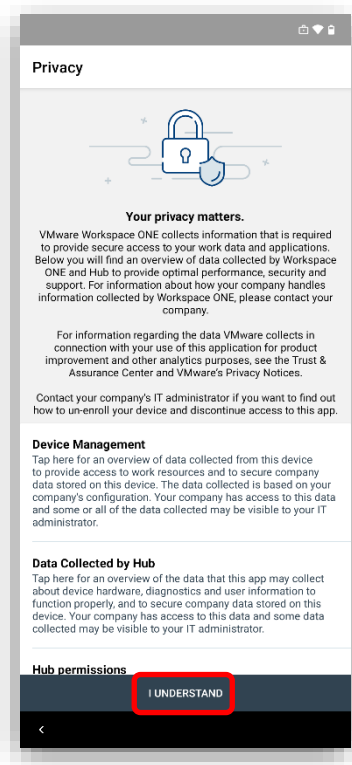 Privacy
Your privacy matters.
VMware Workspace ONE collects information that is required
to provide secure access to your work data and applications.
Below you will find an overview of data collected by Workspace
ONE and Hub to provide optimal performance, security and
support. For information about how your company handles
information collected by Workspace ONE, please contact your
company.
For information regarding the data VMware collects in
connection with your use of this application for product
improvement and other analytics purposes, see the Trust &
Assurance Center and VMware's Privacy Notices.
Contact your company's IT administrator if you want to find out
how to un-enroll your device and discontinue access to this app.
Device Management
Tap here for an overview of data collected from this device
to provide access to work resources and to secure company
data stored on this device. The data collected is based on your
company's configuration. Your company has access to this data
and some or all of the data collected may be visible to your IT
administrator.
Data Collected by Hub
Tap here for an overview of the data that this app may collect
about device hardware, diagnostics and user information to
function properly, and to secure company data stored on this
device. Your company has access to this data and some data
collected may be visible to your IT administrator.
Hub permissions
I UNDERSTAND